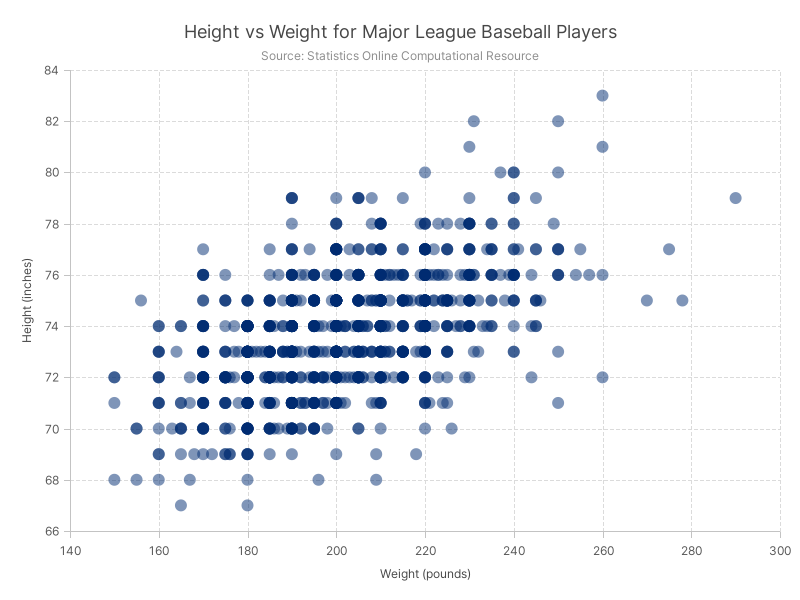 Height vs Weight for Major League Baseball Players
Source: Statistics Online Computational Resource
84
82
80
78
76
74
72
70
68
66
Height (inches)
140 160 180 200 220 240 260 280 300
Weight (pounds)